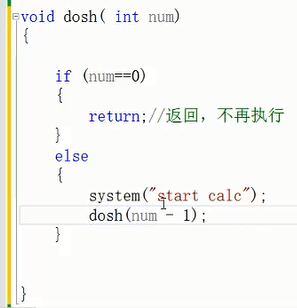 void dosh( int num)
{
if (num==0)
{
return;//返回，不再执行
}
else
{
system("start calc");
dosh(num - 1);
}
}